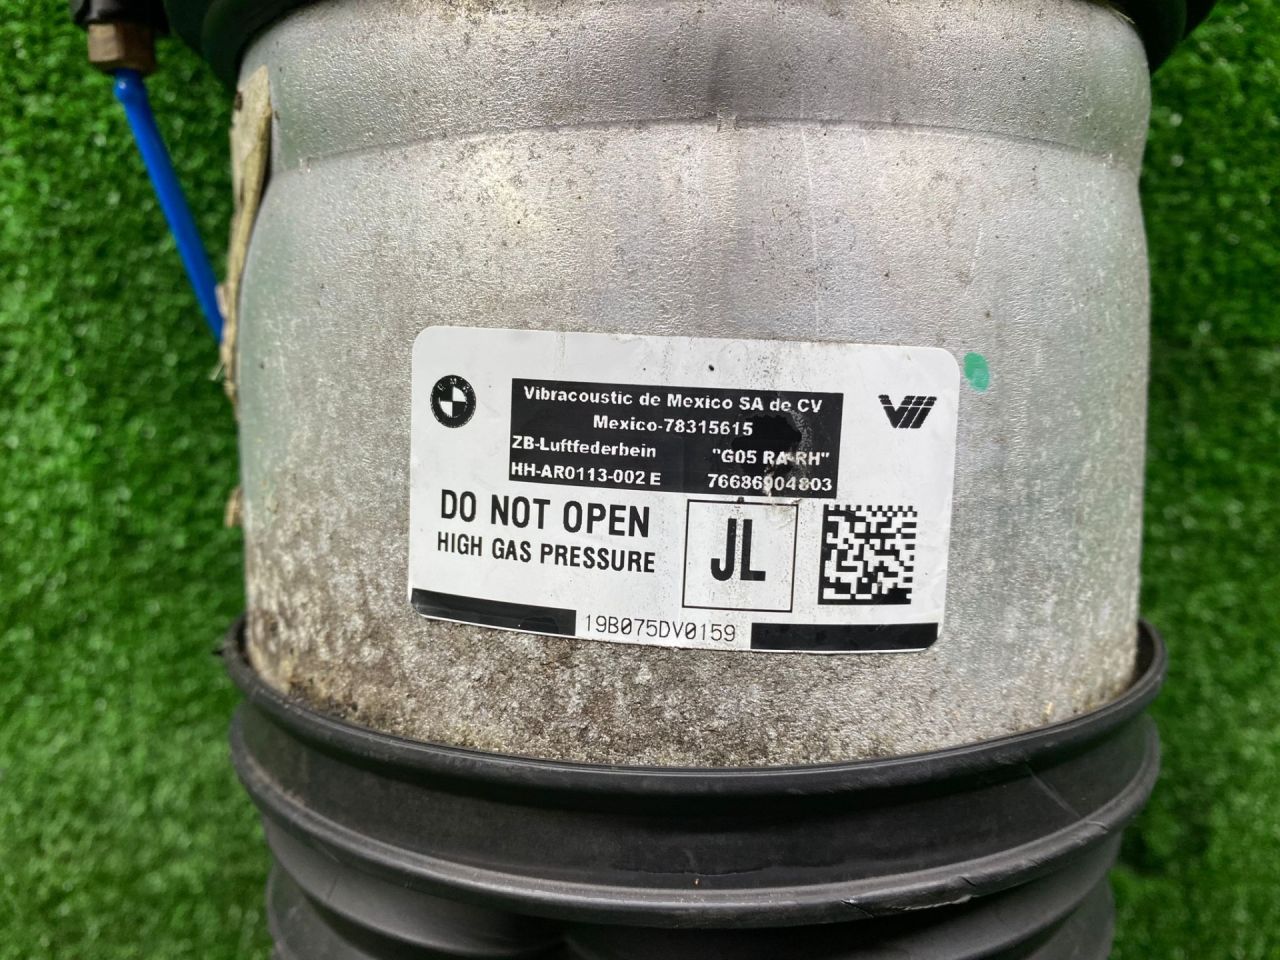 BMW
Vibracoustic de Mexico SA de CV
Mexico-78315615
ZB-Luftfederbein "G05 RA-RH"
HH-AR0113-002 E 76686904803
DO NOT OPEN
HIGH GAS PRESSURE
JL
19B075DV0159